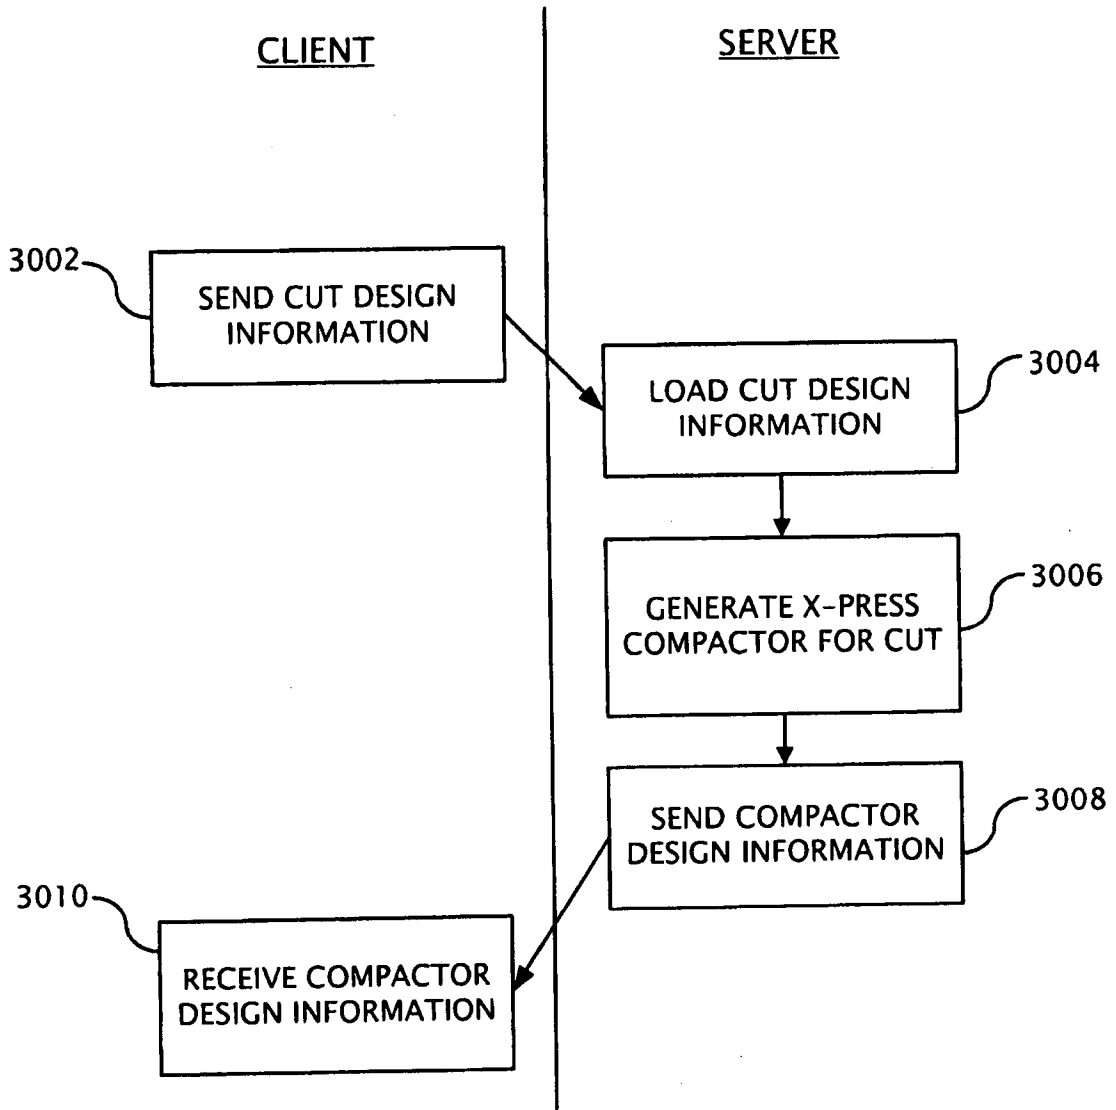 CLIENT
SERVER
3002
SEND CUT DESIGN
INFORMATION
3004
LOAD CUT DESIGN
INFORMATION
3006
GENERATE X-PRESS
COMPACTOR FOR CUT
3008
SEND COMPACTOR
DESIGN INFORMATION
3010
RECEIVE COMPACTOR
DESIGN INFORMATION